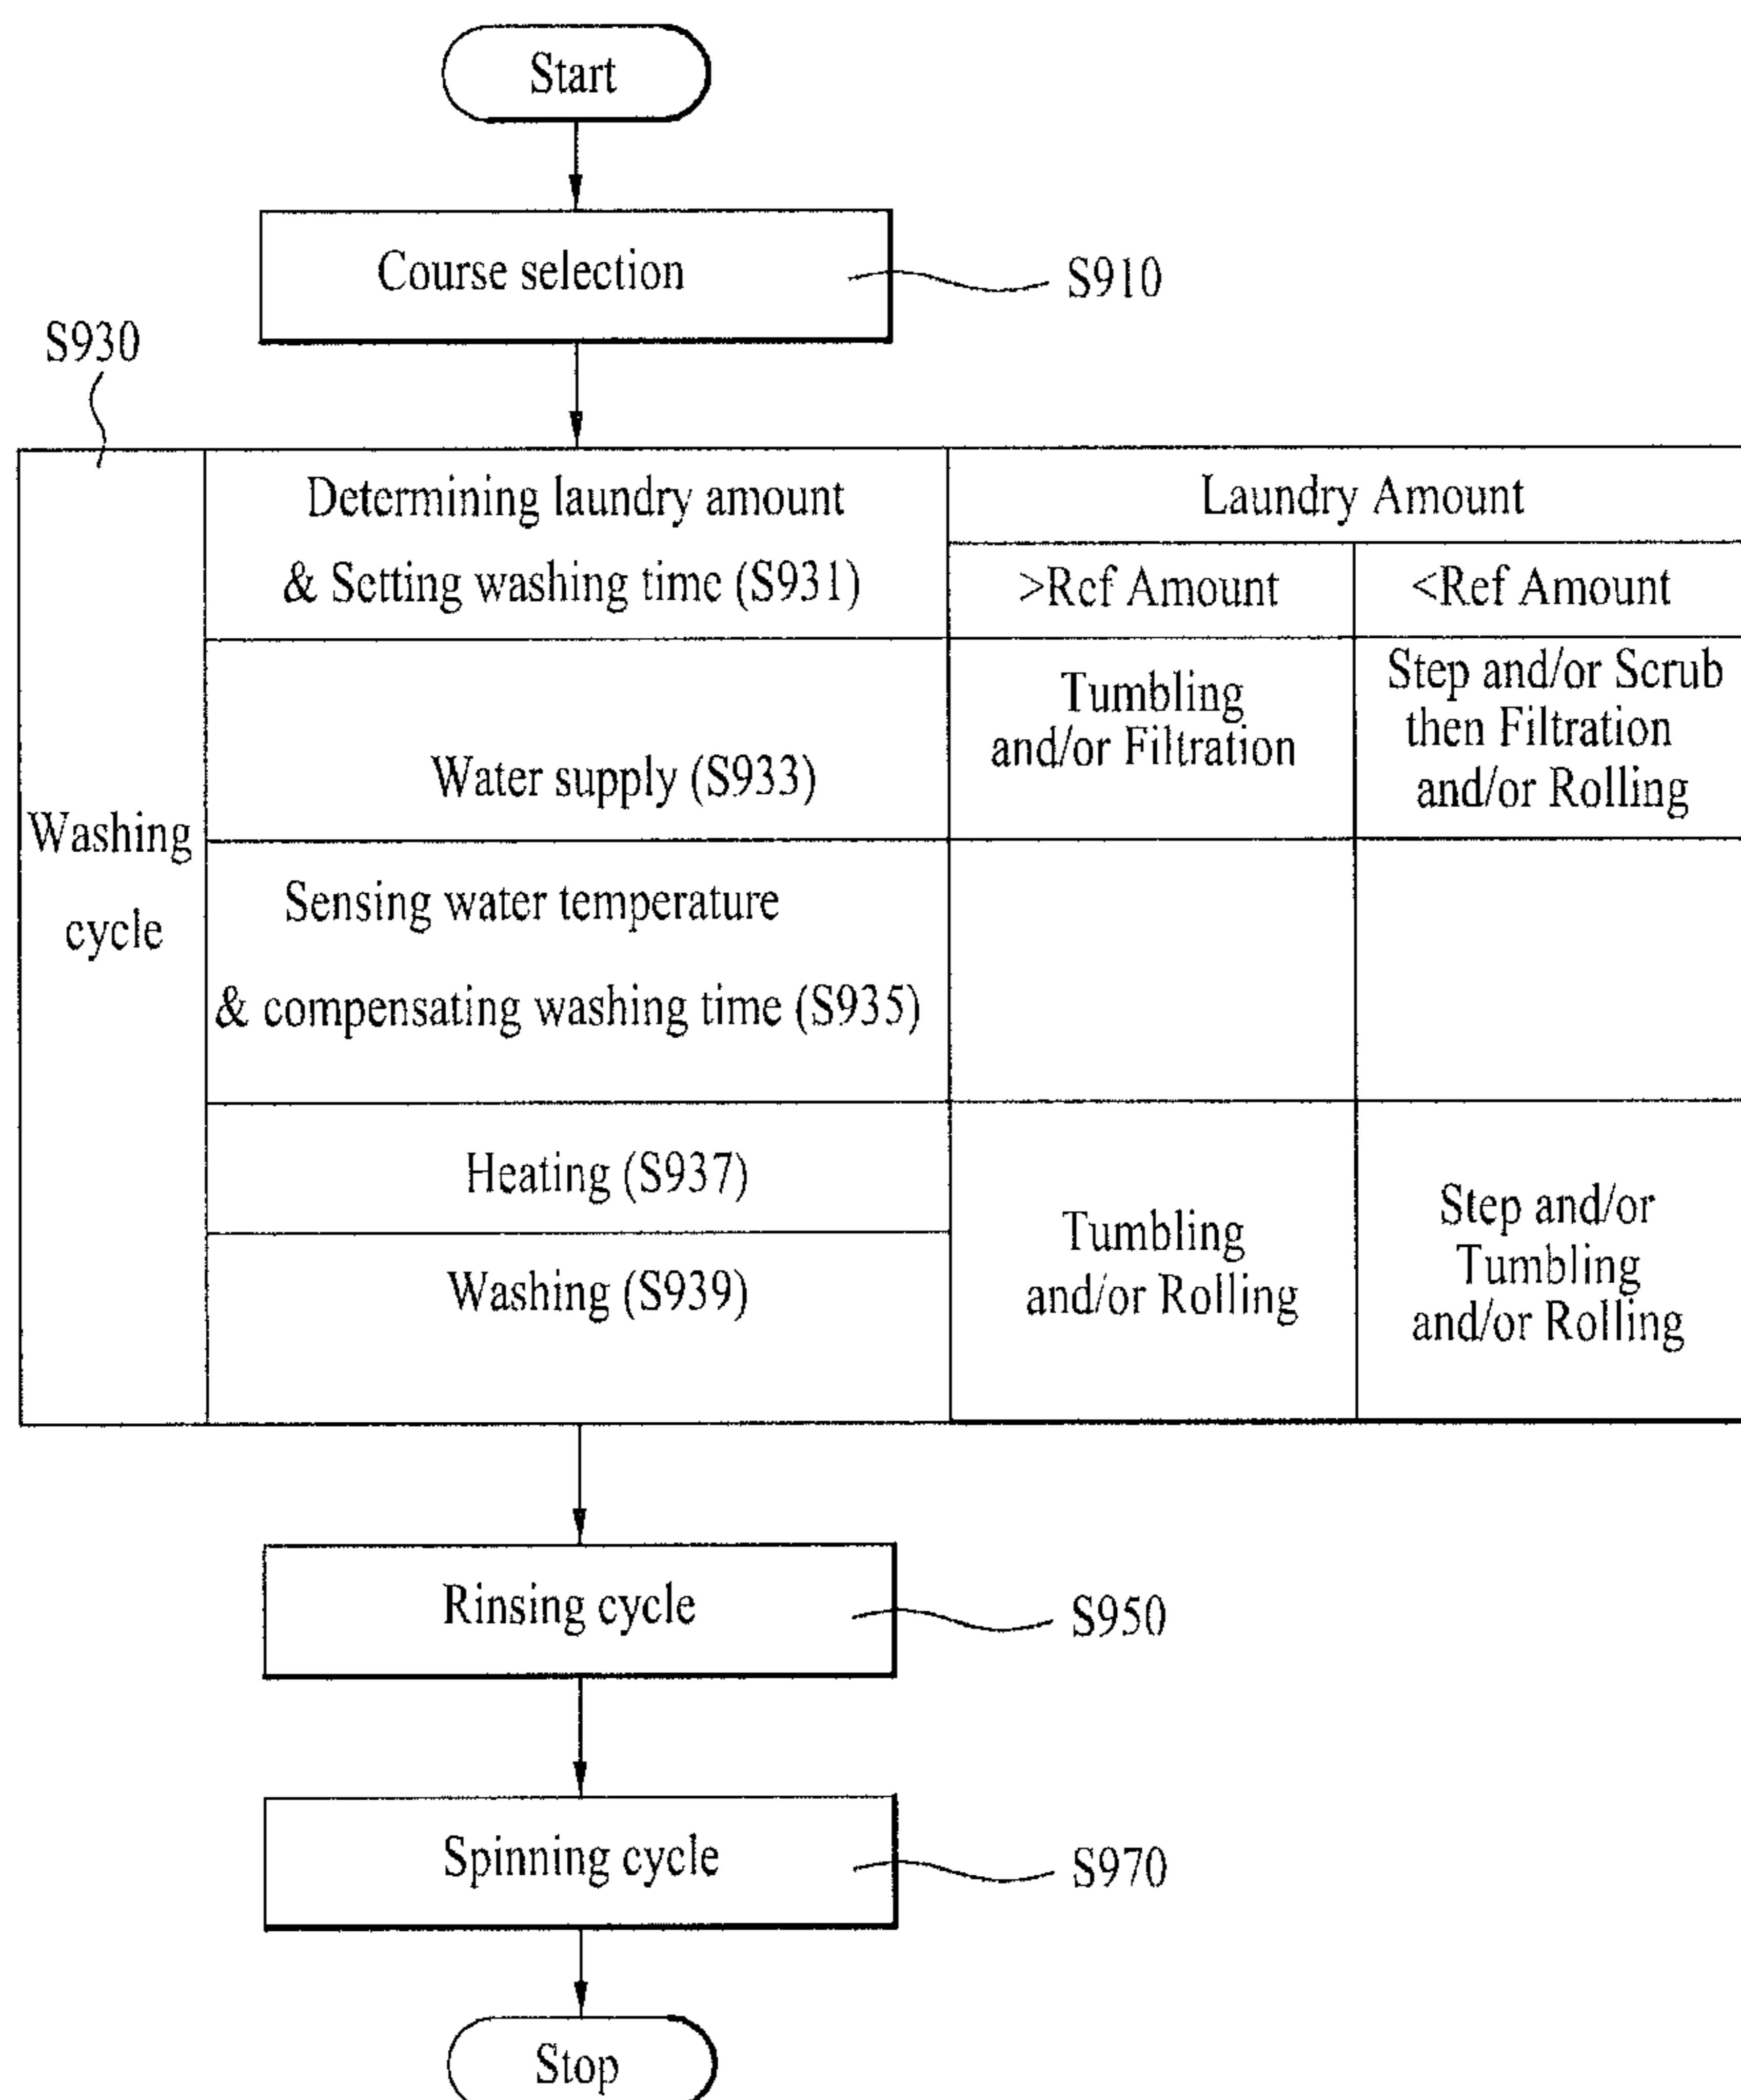 Start
Course selection
S910
S930
Determining laundry amount
& Setting washing time (S931)
Laundry Amount
>Ref Amount
<Ref Amount
Water supply (S933)
Tumbling
and/or Filtration
Step and/or Scrub
then Filtration
and/or Rolling
Washing
cycle
Sensing water temperature
& compensating washing time (S935)
Heating (S937)
Washing (S939)
Tumbling
and/or Rolling
Step and/or
Tumbling
and/or Rolling
Rinsing cycle
S950
Spinning cycle
S970
Stop